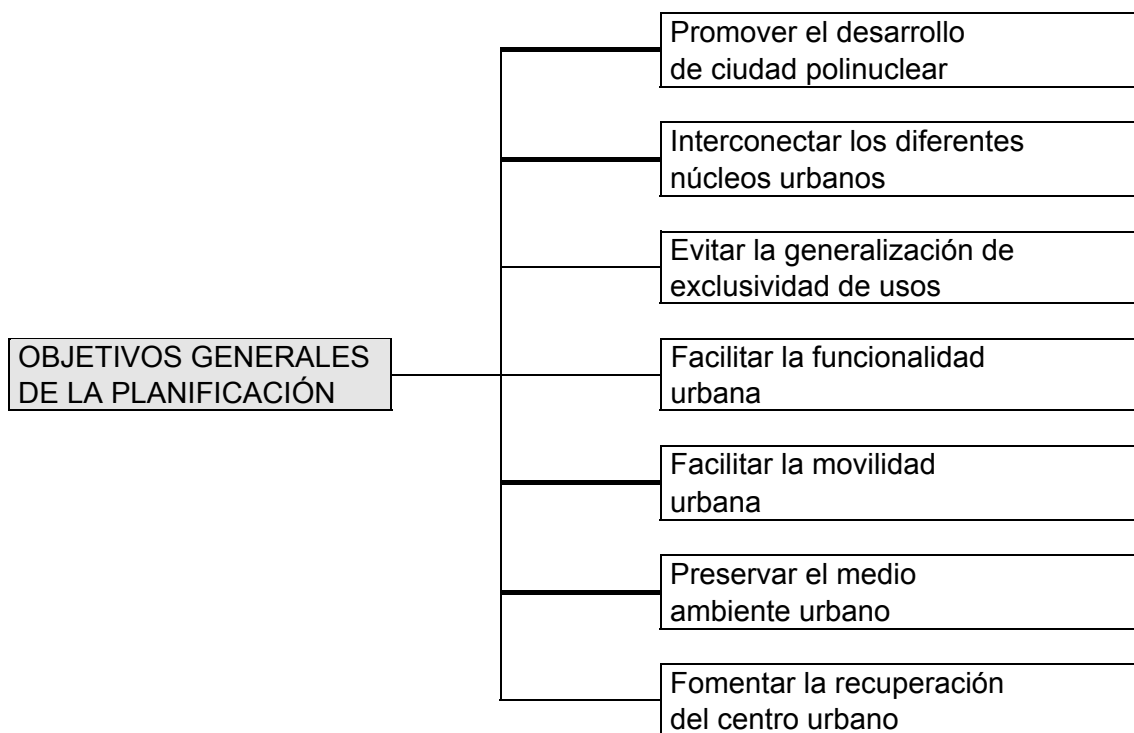 Promover el desarrollo
de ciudad polinuclear
Interconectar los diferentes
núcleos urbanos
Evitar la generalización de
exclusividad de usos
OBJETIVOS GENERALES
DE LA PLANIFICACIÓN
Facilitar la funcionalidad
urbana
Facilitar la movilidad
urbana
Preservar el medio
ambiente urbano
Fomentar la recuperación
del centro urbano